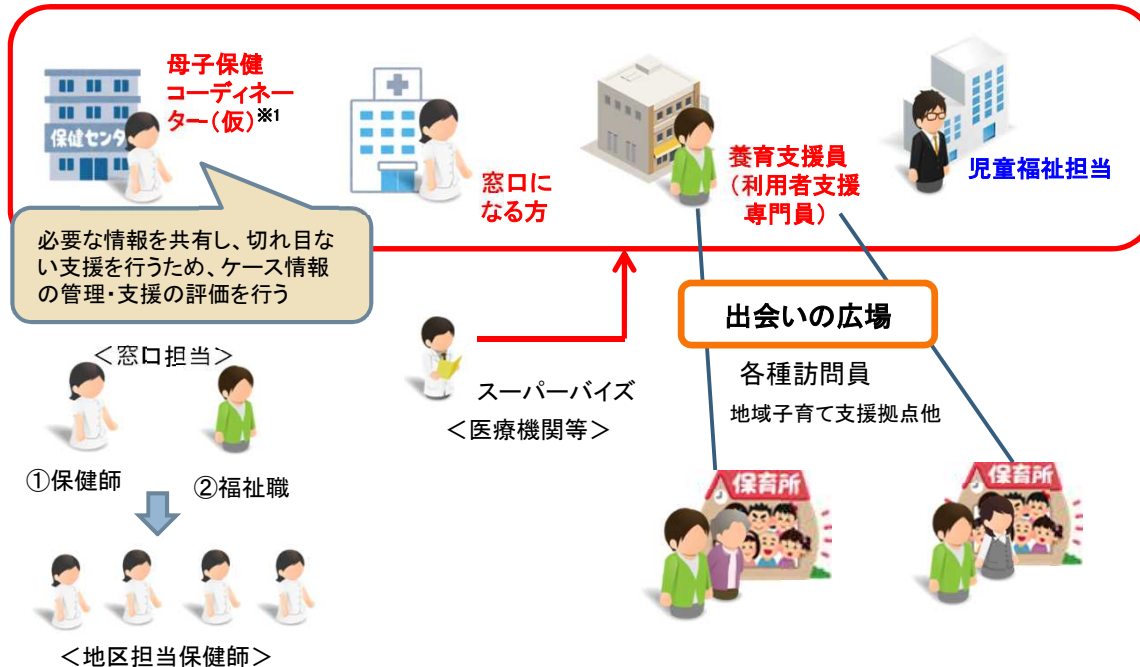 母子保健
コーディネー
ター(仮)※1
保健センタ
窓口に
なる方
養育支援員
(利用者支援
専門員)
児童福祉担当
必要な情報を共有し、切れ目な
い支援を行うため、ケース情報
の管理・支援の評価を行う
出会いの広場
<窓口担当>
スーパーバイズ
<医療機関等>
各種訪問員
地域子育て支援拠点他
①保健師
②福祉職
保育所
保育所
<地区担当保健師>